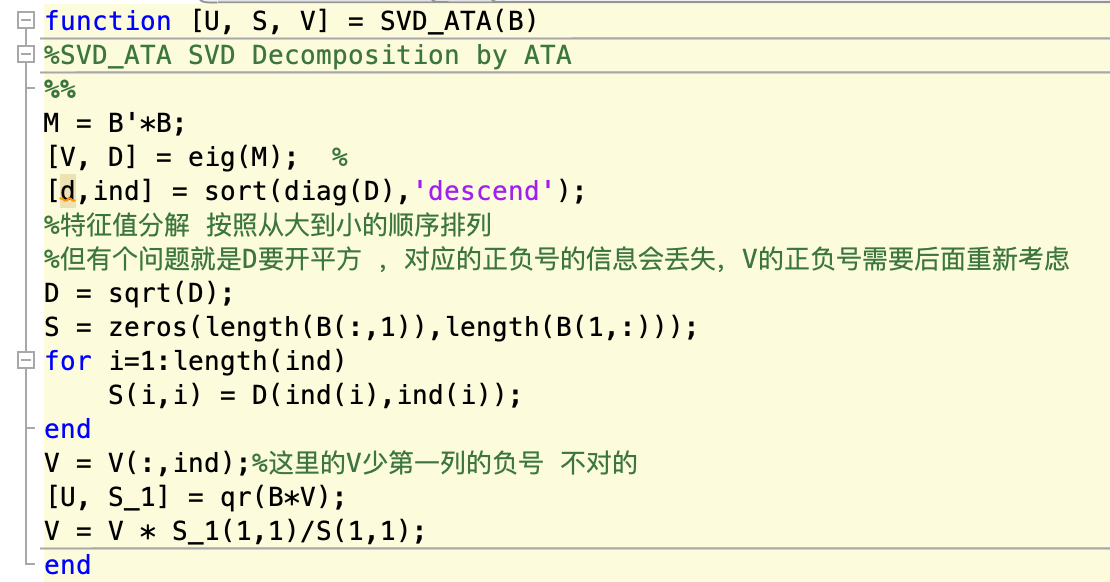 function [U, S, V] = SVD_ATA(B)
%SVD_ATA SVD Decomposition by ATA
%%
M = B'*B;
[V, D] = eig(M);  %
[d,ind] = sort(diag(D),'descend');
%特征值分解 按照从大到小的顺序排列
%但有个问题就是D要开平方 ，对应的正负号的信息会丢失，V的正负号需要后面重新考虑
D = sqrt(D);
S = zeros(length(B(:,1)),length(B(1,:)));
for i=1:length(ind)
    S(i,i) = D(ind(i),ind(i));
end
V = V(:,ind);%这里的V少第一列的负号 不对的
[U, S_1] = qr(B*V);
V = V * S_1(1,1)/S(1,1);
end